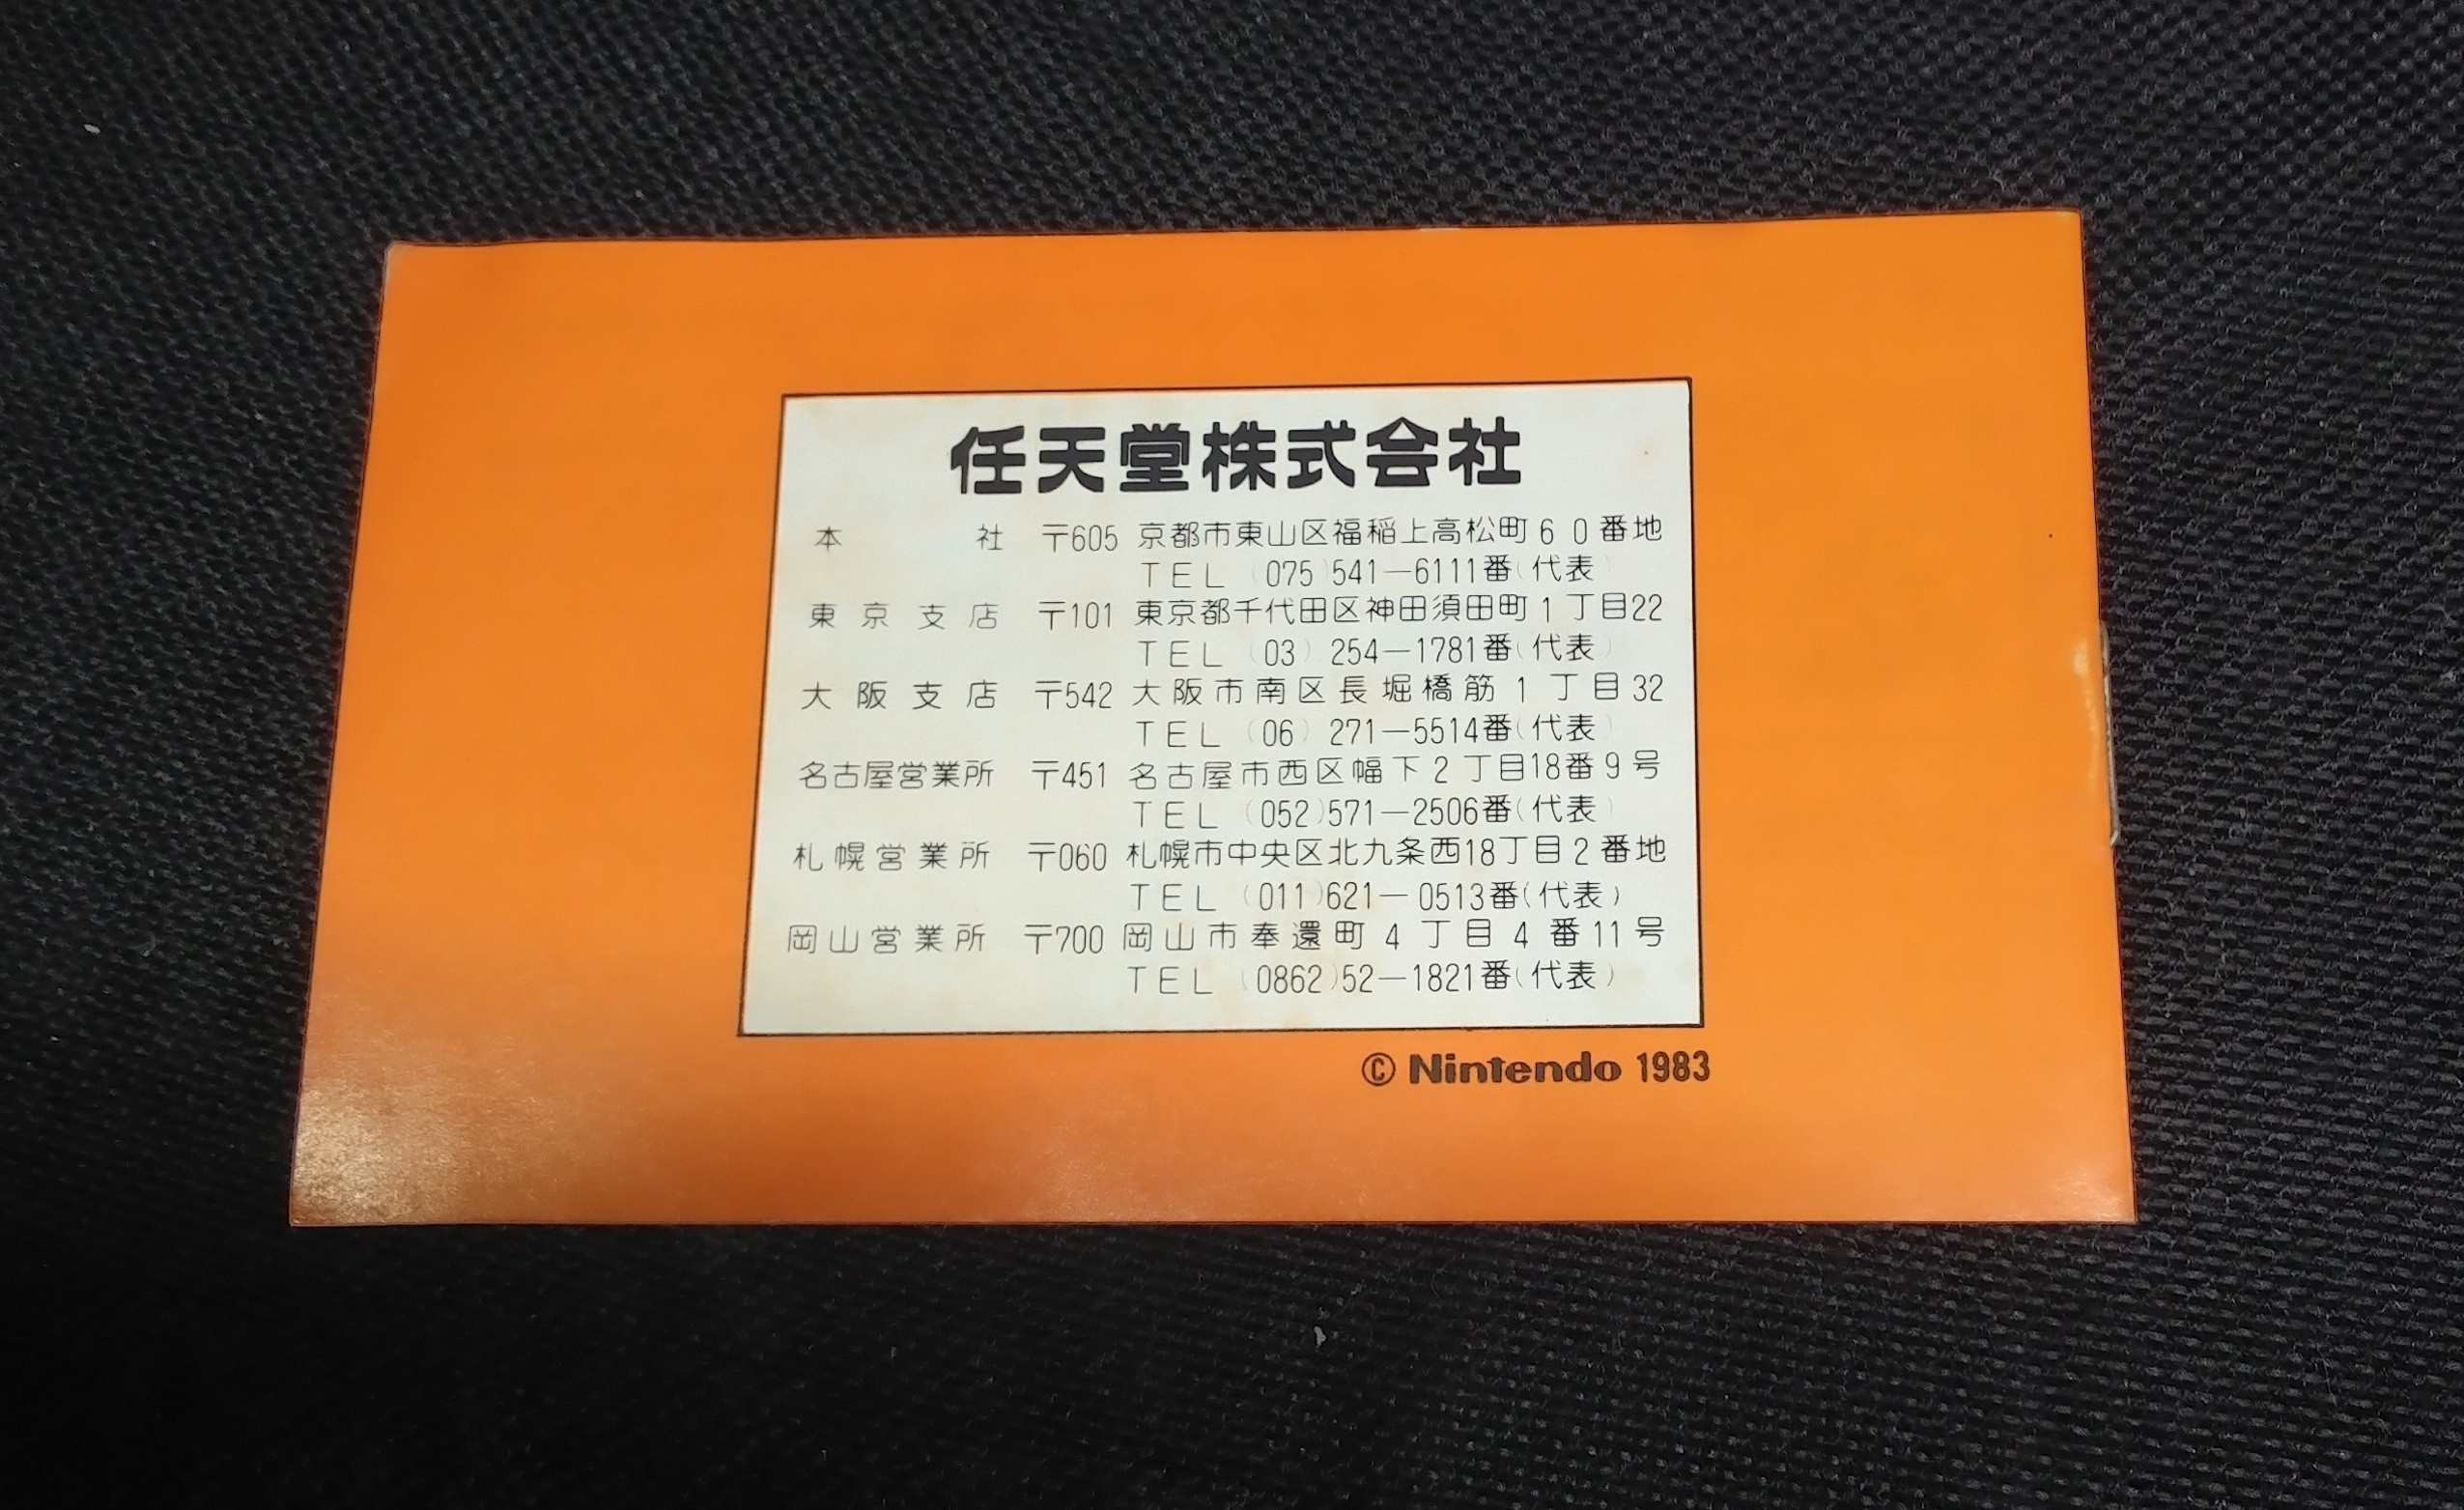 任天堂株式会社
本社 〒605 京都市東山区福稲上高松町60番地
TEL (075)541-6111番(代表)
東京支店 〒101 東京都千代田区神田須田町1丁目22
TEL (03)254-1781番(代表)
大阪支店 〒542 大阪市南区長堀橋筋1丁目32
TEL (06)271-5514番(代表)
名古屋営業所 〒451 名古屋市西区幅下2丁目18番9号
TEL (052)571-2506番(代表)
札幌営業所 〒060 札幌市中央区北九条西18丁目2番地
TEL (011)621-0513番(代表)
岡山営業所 〒700 岡山市奉還町4丁目4番11号
TEL (0862)52-1821番(代表)
© Nintendo 1983